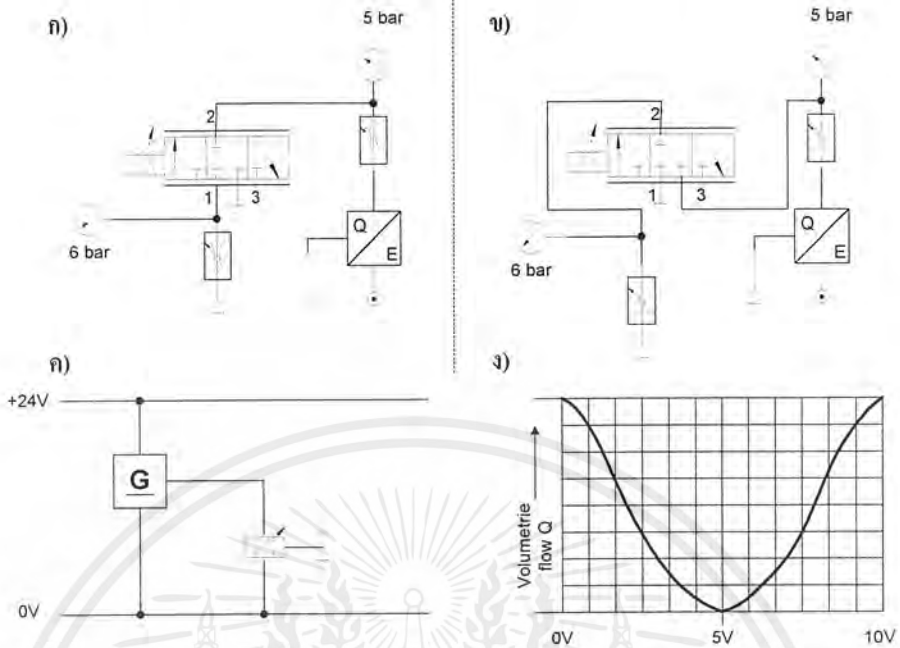 ก)
5 bar
2
1
3
6 bar
Q
E
ข)
5 bar
2
1
3
6 bar
Q
E
ค)
+24V
G
0V
ง)
Volumetrie
flow Q
0V
5V
10V